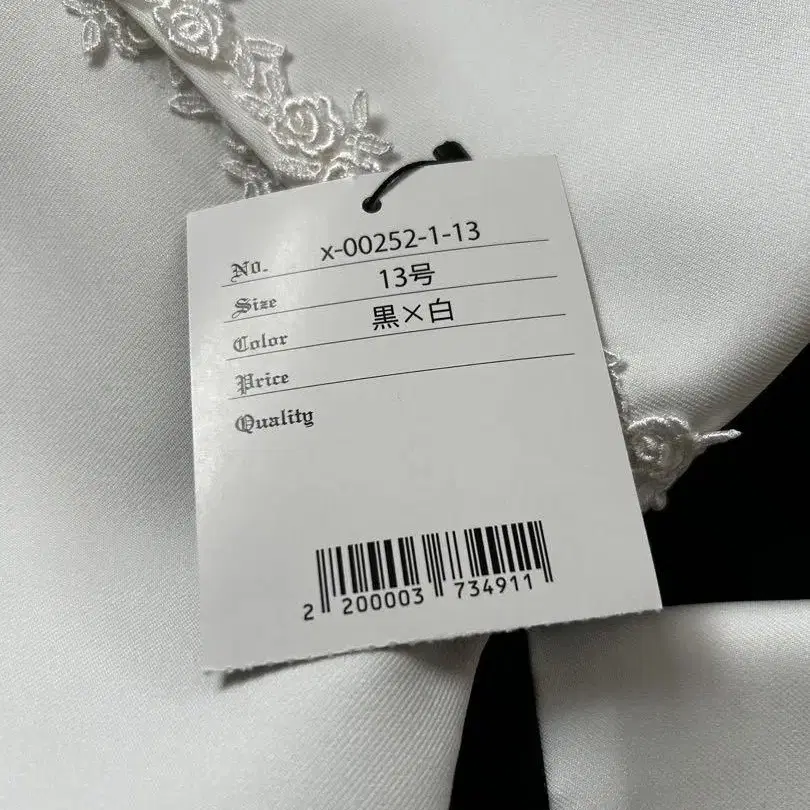 No. x-00252-1-13
Size 13号
Color 黒×白
Price
Quality
2 200003 734911